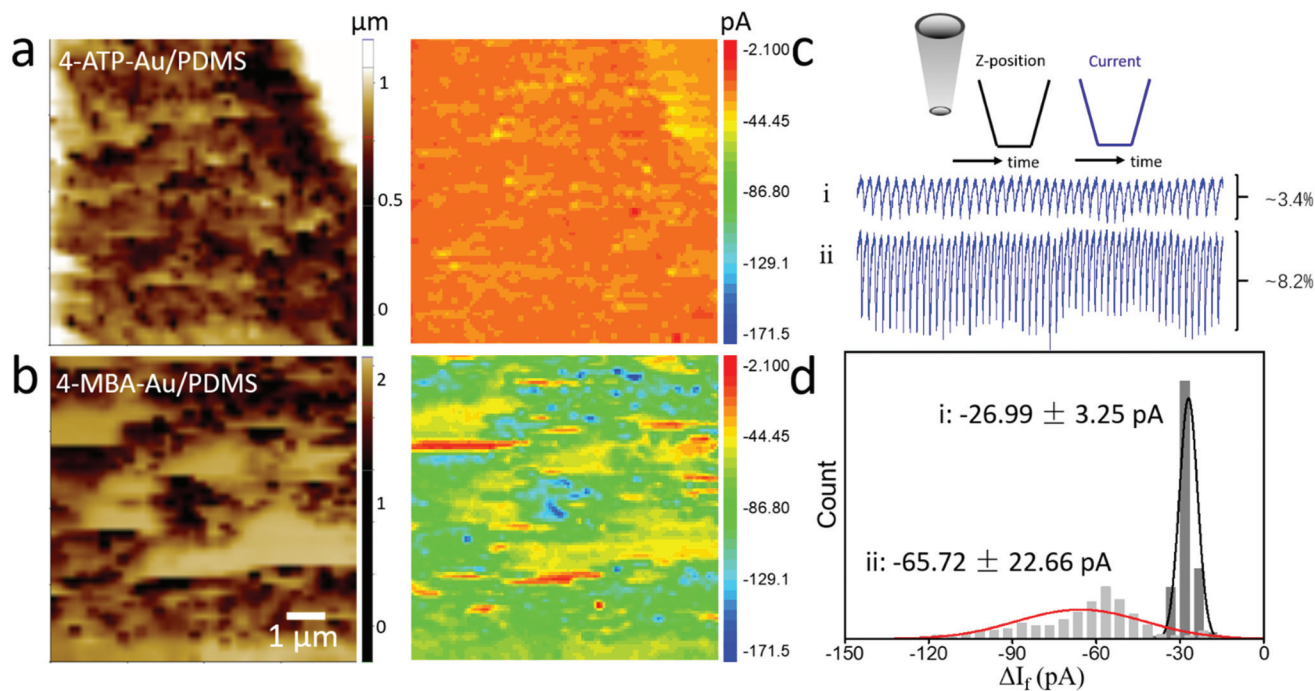 a
4-ATP-Au/PDMS
μm
1
0.5
0
pA
-2.100
-44.45
-86.80
-129.1
-171.5
b
4-MBA-Au/PDMS
1 μm
2
1
0
-2.100
-44.45
-86.80
-129.1
-171.5
c
Z-position
Current
time
time
i
~3.4%
ii
~8.2%
d
i: -26.99 ± 3.25 pA
ii: -65.72 ± 22.66 pA
Count
-150 -120 -90 -60 -30 0
ΔIf (pA)